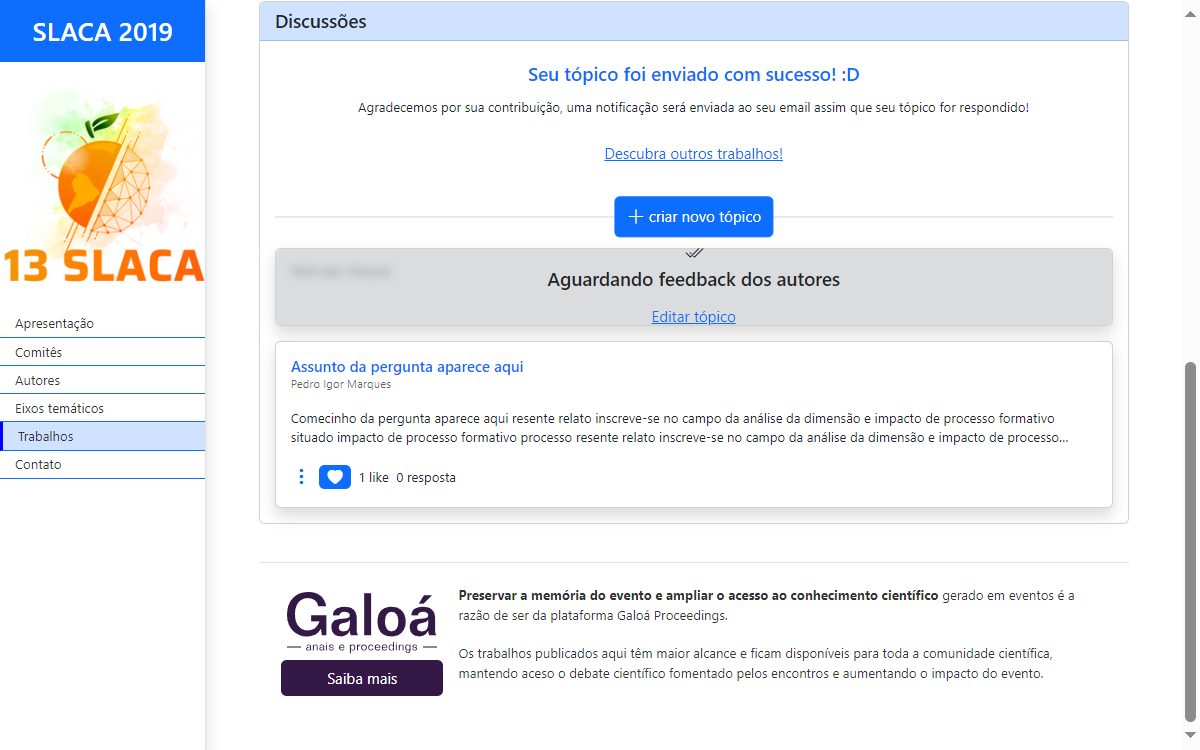 SLACA 2019
13 SLACA
Apresentação
Comitês
Autores
Eixos temáticos
Trabalhos
Contato
Discussões
Seu tópico foi enviado com sucesso! :D
Agradecemos por sua contribuição, uma notificação será enviada ao seu email assim que seu tópico for respondido!
Descubra outros trabalhos!
criar novo tópico
Aguardando feedback dos autores
Editar tópico
Assunto da pergunta aparece aqui
Pedro Igor Marques
Comecinho da pergunta aparece aqui resente relato inscreve-se no campo da análise da dimensão e impacto de processo formativo
situado impacto de processo formativo processo resente relato inscreve-se no campo da análise da dimensão e impacto de processo...
1 like 0 resposta
Galoá
anais e proceedings
Saiba mais
Preservar a memória do evento e ampliar o acesso ao conhecimento científico gerado em eventos é a
razão de ser da plataforma Galoá Proceedings.
Os trabalhos publicados aqui têm maior alcance e ficam disponíveis para toda a comunidade científica,
mantendo aceso o debate científico fomentado pelos encontros e aumentando o impacto do evento.